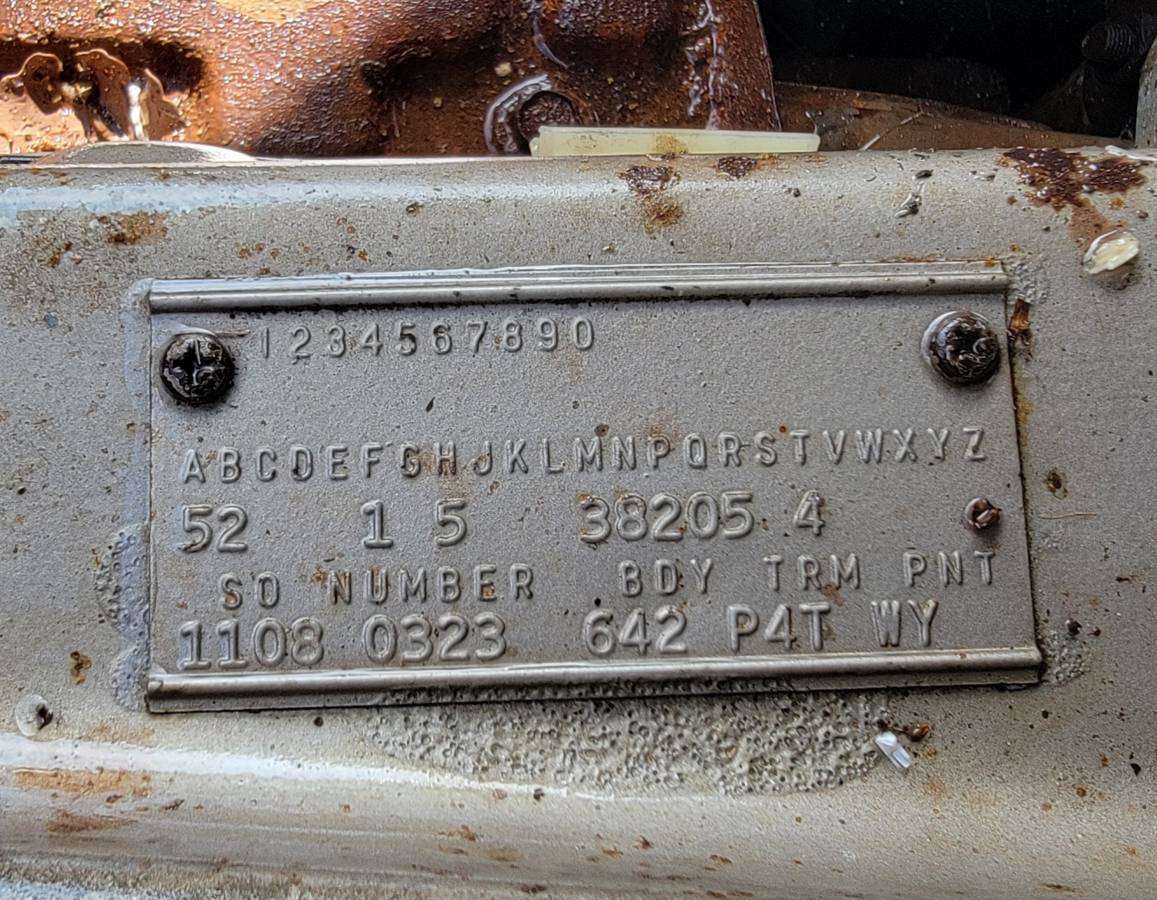 1234567890
ABCDEFGHJKLMNPQRSTVWXYZ
52 1 5 38205 4
SO NUMBER BDY TRM PNT
1108 0323 642 P4T WY